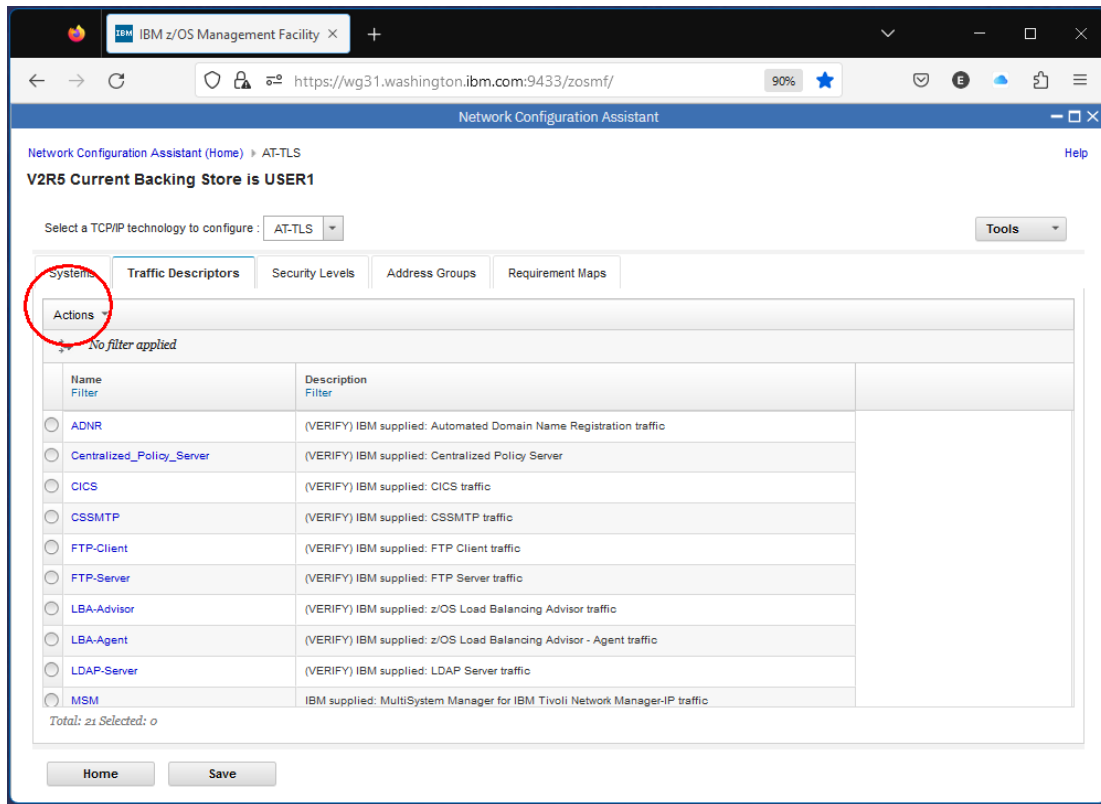 IBM IBM z/OS Management Facility
https://wg31.washington.ibm.com:9433/zosmf/ 90% E
Network Configuration Assistant
Network Configuration Assistant (Home) AT-TLS Help
V2R5 Current Backing Store is USER1
Select a TCP/IP technology to configure : AT-TLS Tools
Systems Traffic Descriptors Security Levels Address Groups Requirement Maps
Actions
No filter applied
Name Description
Filter Filter
ADNR (VERIFY) IBM supplied: Automated Domain Name Registration traffic
Centralized_Policy_Server (VERIFY) IBM supplied: Centralized Policy Server
CICS (VERIFY) IBM supplied: CICS traffic
CSSMTP (VERIFY) IBM supplied: CSSMTP traffic
FTP-Client (VERIFY) IBM supplied: FTP Client traffic
FTP-Server (VERIFY) IBM supplied: FTP Server traffic
LBA-Advisor (VERIFY) IBM supplied: z/OS Load Balancing Advisor traffic
LBA-Agent (VERIFY) IBM supplied: z/OS Load Balancing Advisor - Agent traffic
LDAP-Server (VERIFY) IBM supplied: LDAP Server traffic
MSM IBM supplied: MultiSystem Manager for IBM Tivoli Network Manager-IP traffic
Total: 21 Selected: 0
Home Save